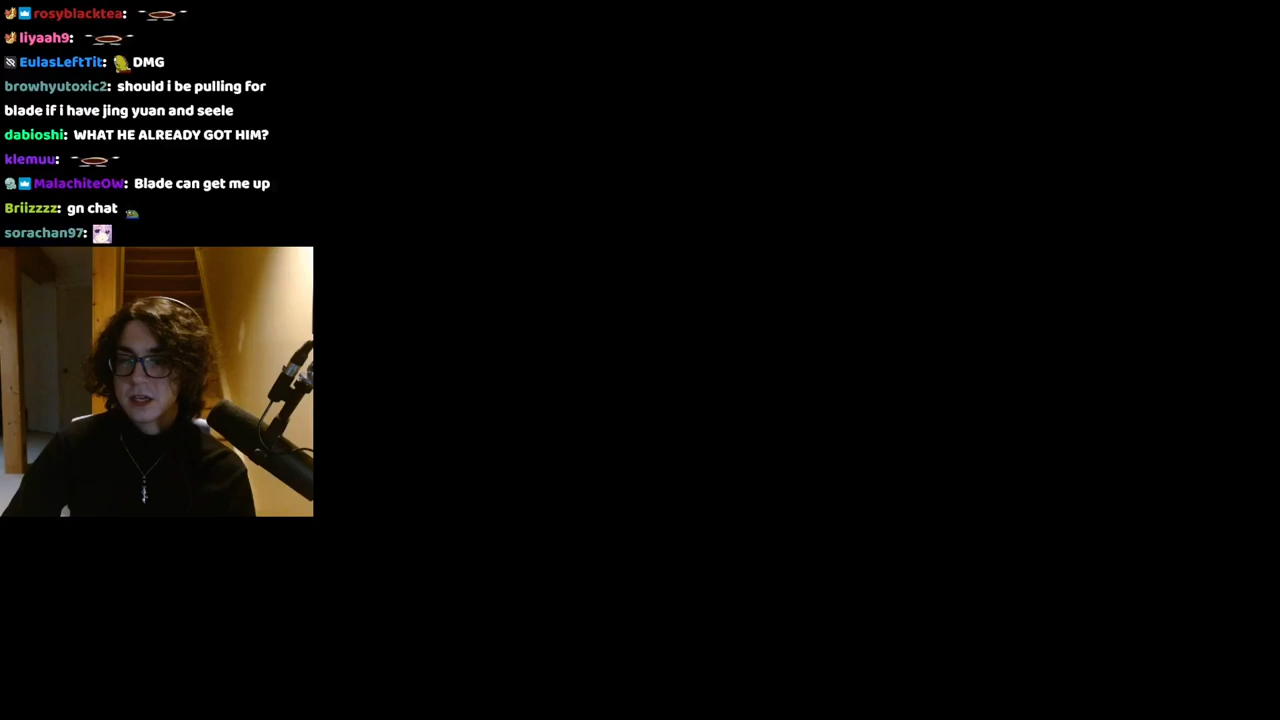 rosyblacktea:
liyaah9:
EulasLeftTit: DMG
browhyutoxic2: should i be pulling for
blade if i have jing yuan and seele
dabioshi: WHAT HE ALREADY GOT HIM?
klemuu:
MalachiteOW: Blade can get me up
Briizzzz: gn chat
sorachan97: